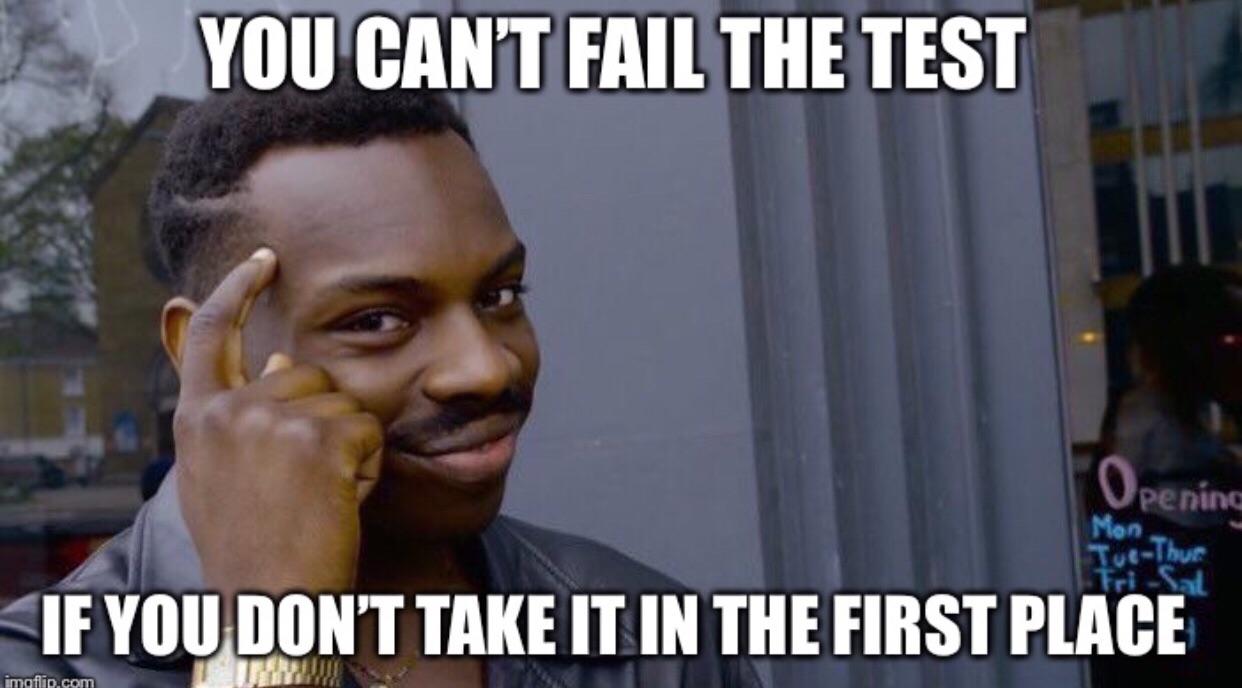 YOU CAN'T FAIL THE TEST
Opening
Mon
Tue-Thur
Fri-Sat
IF YOU DON'T TAKE IT IN THE FIRST PLACE
imgflip.com